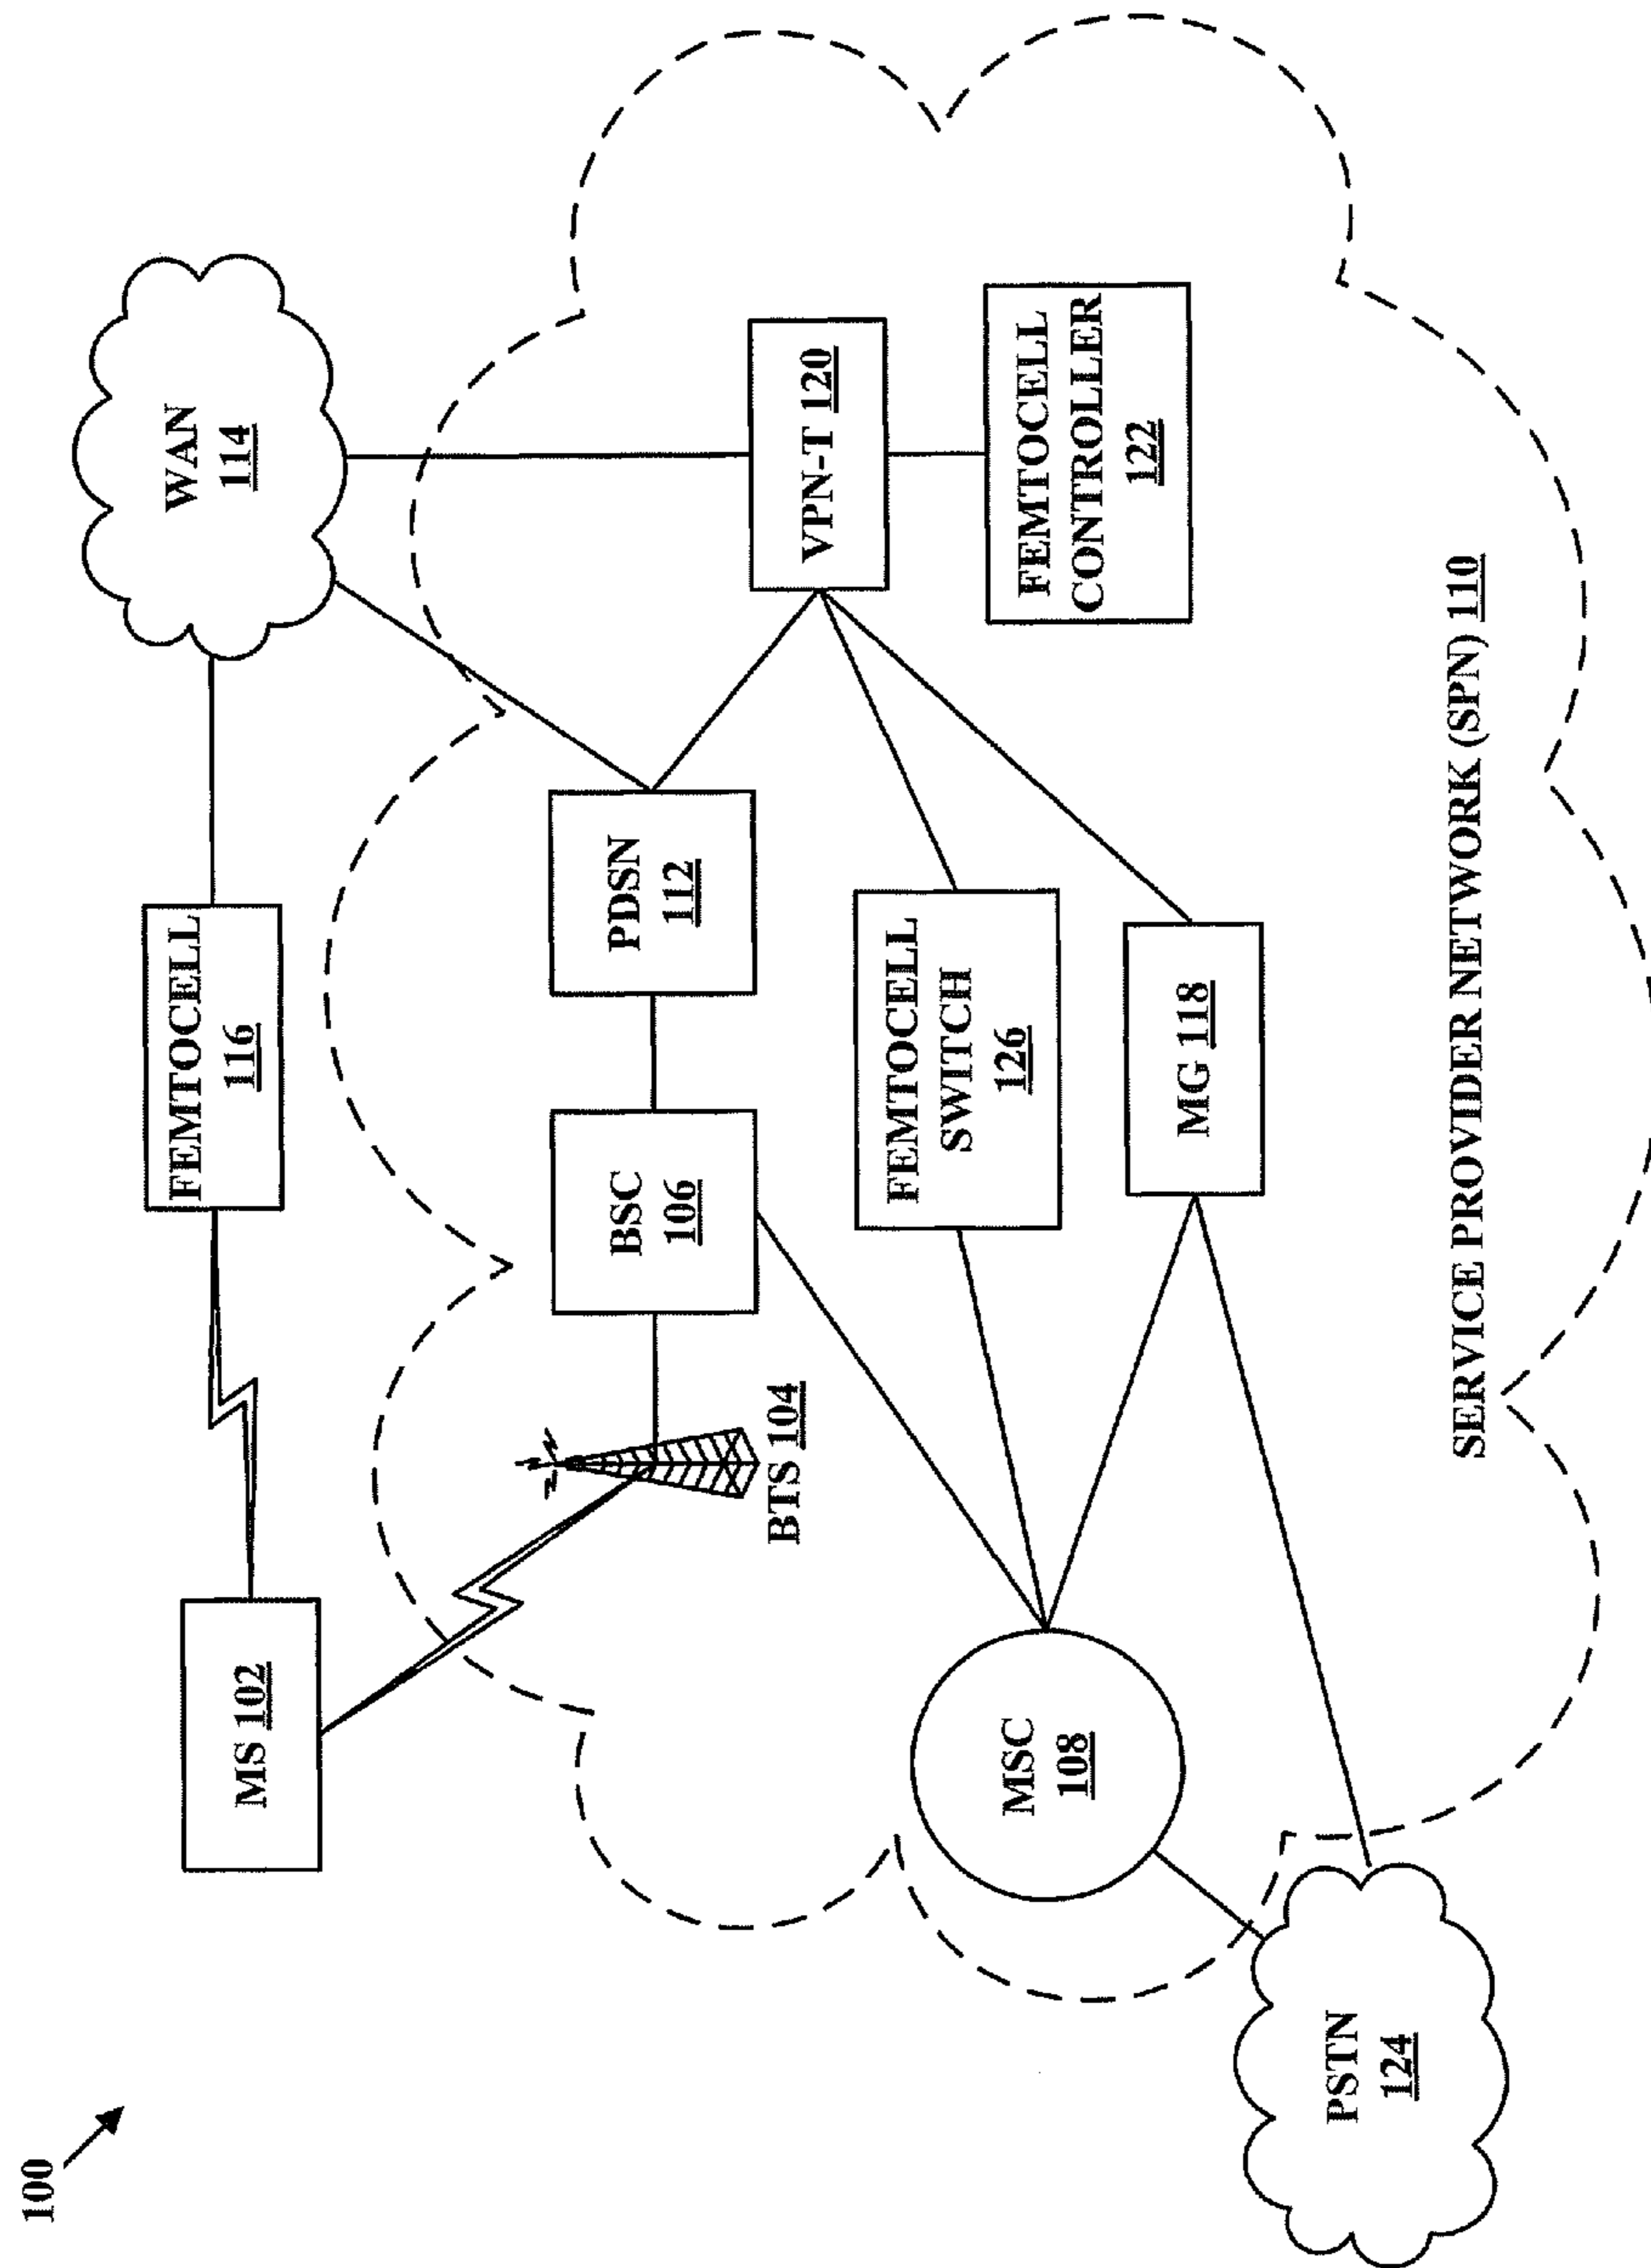 100
MS 102
FEMTOCELL
116
WAN
114
BTS 104
BSC
106
PDSN
112
VPN-T 120
FEMTOCELL
CONTROLLER
122
FEMTOCELL
SWITCH
126
MSC
108
MG 118
PSTN
124
SERVICE PROVIDER NETWORK (SPN) 110